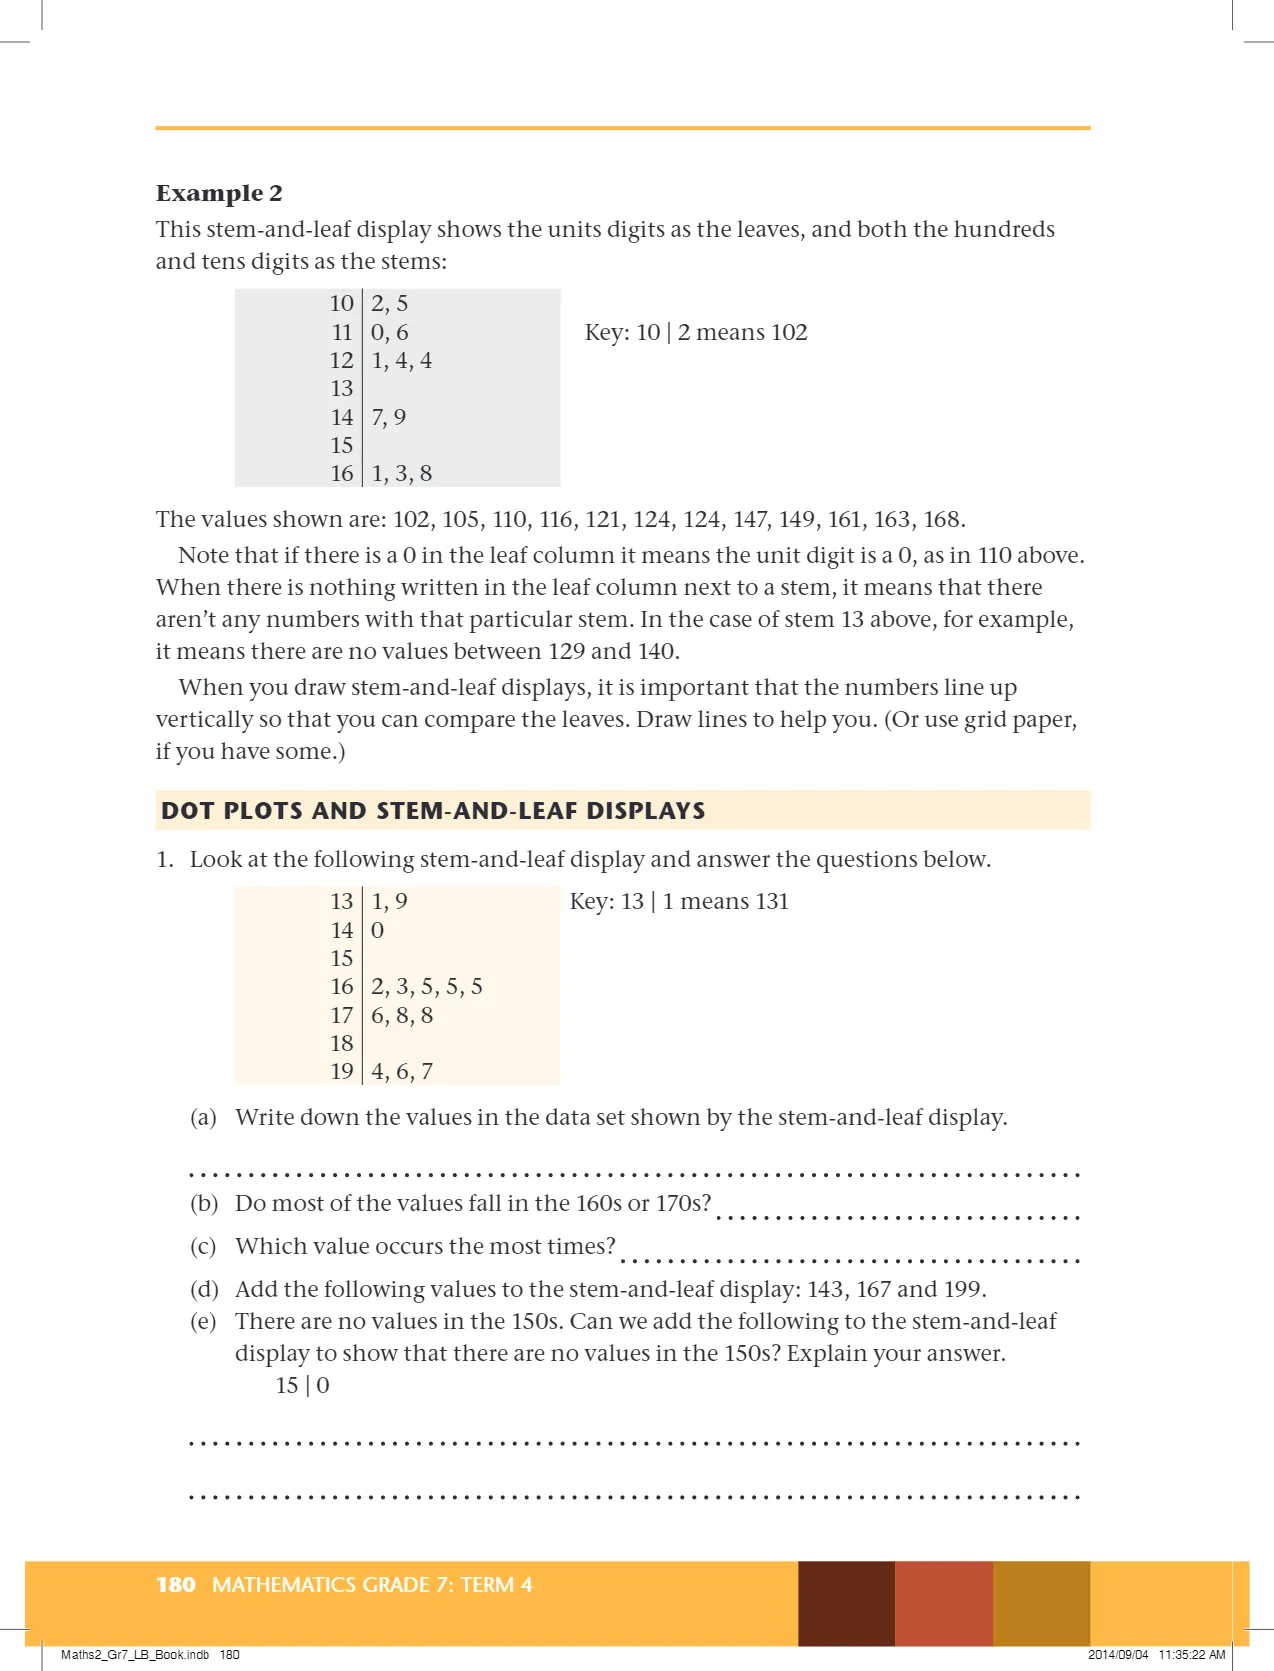 Example 2
This stem-and-leaf display shows the units digits as the leaves, and both the hundreds
and tens digits as the stems:
10 | 2, 5
11 | 0, 6
Key: 10 | 2 means 102
12 | 1, 4, 4
13 |
14 | 7, 9
15 |
16 | 1, 3, 8
The values shown are: 102, 105, 110, 116, 121, 124, 124, 147, 149, 161, 163, 168.
Note that if there is a 0 in the leaf column it means the unit digit is a 0, as in 110 above.
When there is nothing written in the leaf column next to a stem, it means that there
aren’t any numbers with that particular stem. In the case of stem 13 above, for example,
it means there are no values between 129 and 140.
When you draw stem-and-leaf displays, it is important that the numbers line up
vertically so that you can compare the leaves. Draw lines to help you. (Or use grid paper,
if you have some.)
DOT PLOTS AND STEM-AND-LEAF DISPLAYS
1. Look at the following stem-and-leaf display and answer the questions below.
13 | 1, 9
Key: 13 | 1 means 131
14 | 0
15 |
16 | 2, 3, 5, 5, 5
17 | 6, 8, 8
18 |
19 | 4, 6, 7
(a) Write down the values in the data set shown by the stem-and-leaf display.
(b) Do most of the values fall in the 160s or 170s?
(c) Which value occurs the most times?
(d) Add the following values to the stem-and-leaf display: 143, 167 and 199.
(e) There are no values in the 150s. Can we add the following to the stem-and-leaf
display to show that there are no values in the 150s? Explain your answer.
15 | 0
180 MATHEMATICS GRADE 7: TERM 4
Maths2_Gr7_LB_Book.indb 180
2014/09/04 11:35:22 AM